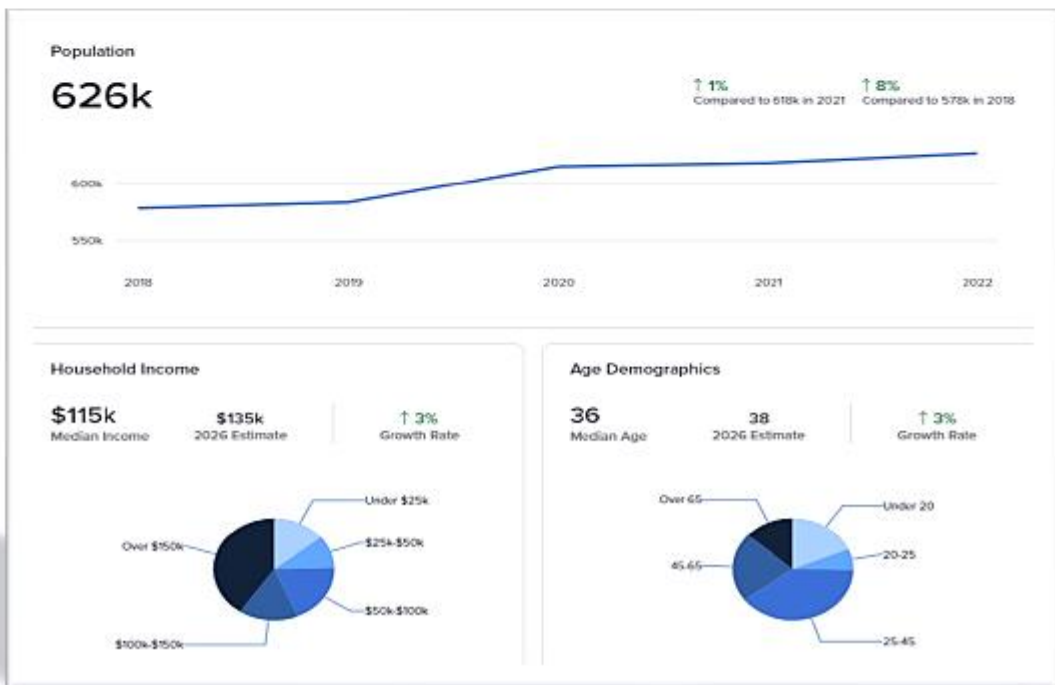 Population
626k
↑ 1%
Compared to 618k in 2021
↑ 8%
Compared to 578k in 2018
600k
550k
2018 2019 2020 2021 2022
Household Income
$115k
Median Income
$135k
2026 Estimate
↑ 3%
Growth Rate
Under $25k
$25k-$50k
Over $150k
$50k-$100k
$100k-$150k
Age Demographics
36
Median Age
38
2026 Estimate
↑ 3%
Growth Rate
Over 65
Under 20
20-25
45-65
25-45